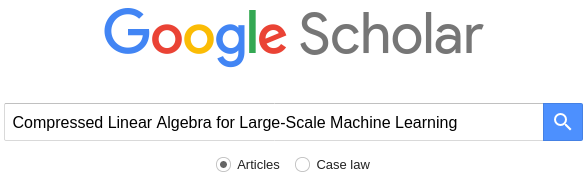 Google Scholar
Compressed Linear Algebra for Large-Scale Machine Learning
Articles Case law